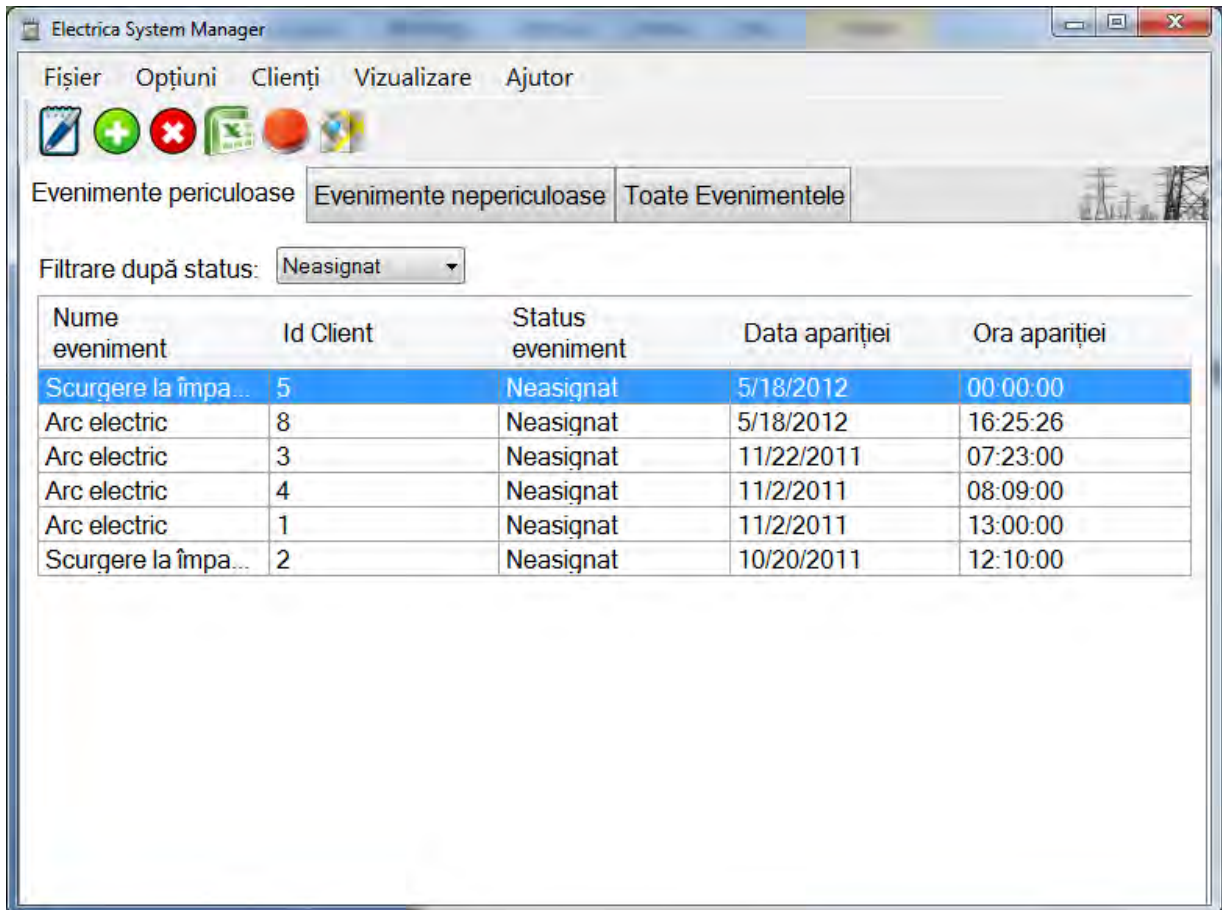 Electrica System Manager
Fișier Opțiuni Clienți Vizualizare Ajutor
Evenimente periculoase Evenimente nepericuloase Toate Evenimentele
Filtrare după status: Neasignat
Nume eveniment Id Client Status eveniment Data apariției Ora apariției
Scurgere la împa... 5 Neasignat 5/18/2012 00:00:00
Arc electric 8 Neasignat 5/18/2012 16:25:26
Arc electric 3 Neasignat 11/22/2011 07:23:00
Arc electric 4 Neasignat 11/2/2011 08:09:00
Arc electric 1 Neasignat 11/2/2011 13:00:00
Scurgere la împa... 2 Neasignat 10/20/2011 12:10:00